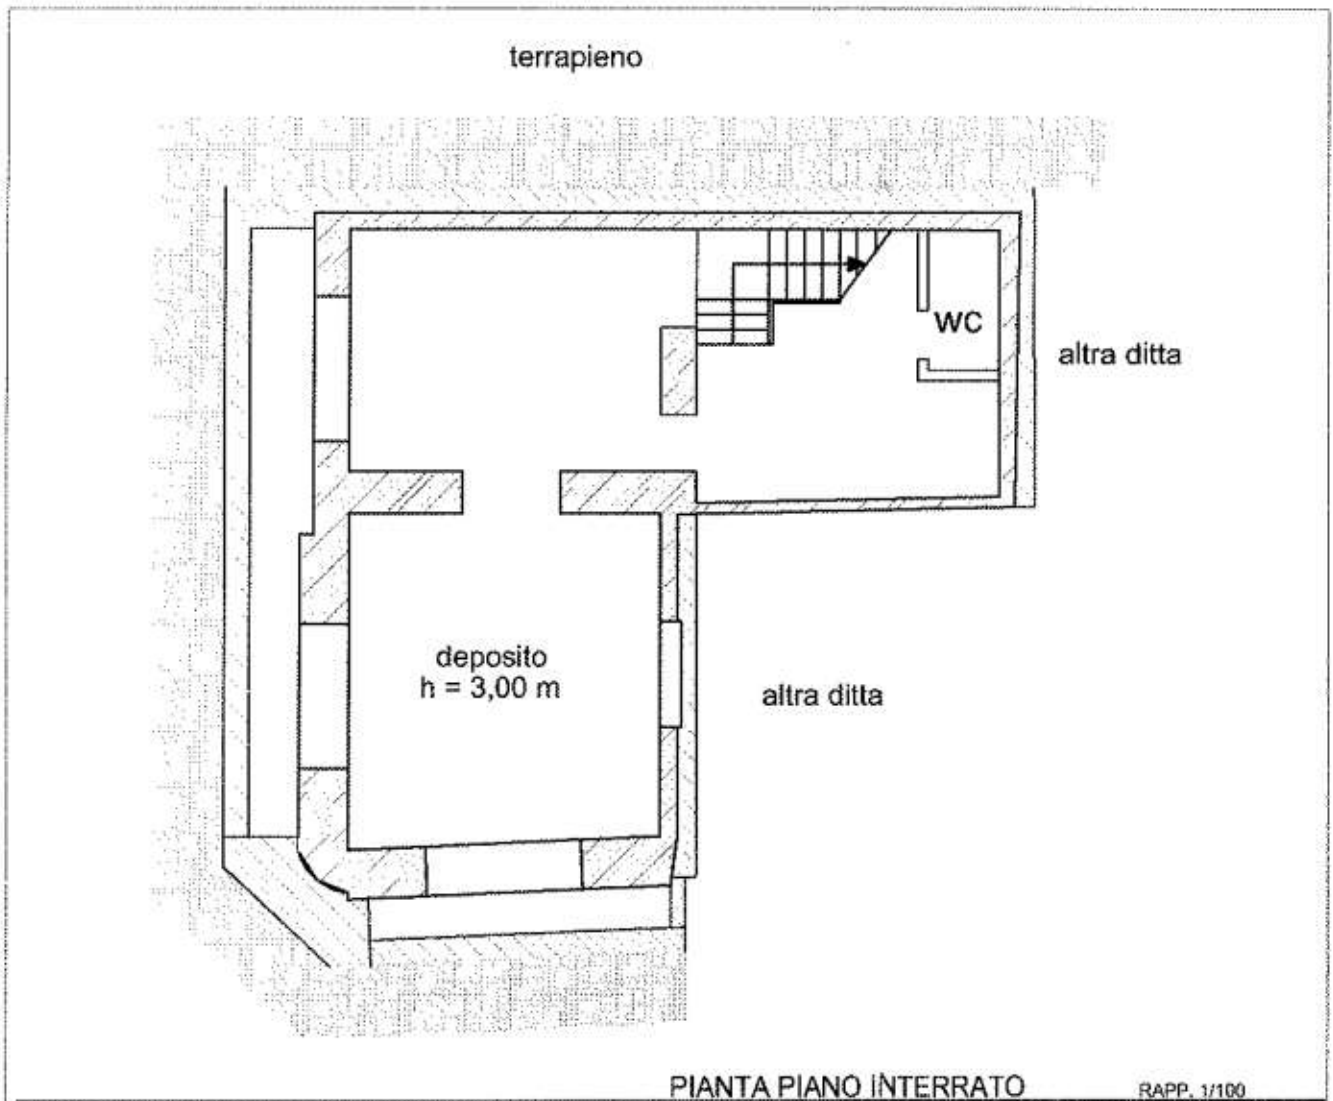 terrapieno
WC
altra ditta
deposito
h = 3,00 m
altra ditta
PIANTA PIANO INTERRATO
RAPP. 1/100